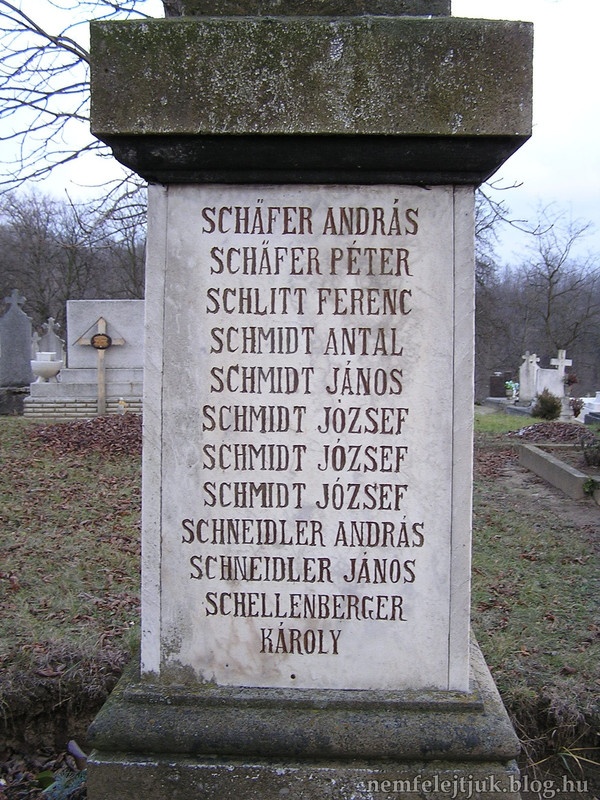 SCHÄFER ANDRÁS
SCHÄFER PÉTER
SCHLITT FERENC
SCHMIDT ANTAL
SCHMIDT JÁNOS
SCHMIDT JÓZSEF
SCHMIDT JÓZSEF
SCHMIDT JÓZSEF
SCHNEIDLER ANDRÁS
SCHNEIDLER JÁNOS
SCHELLENBERGER
KÁROLY
nemfelejtjuk.blog.hu